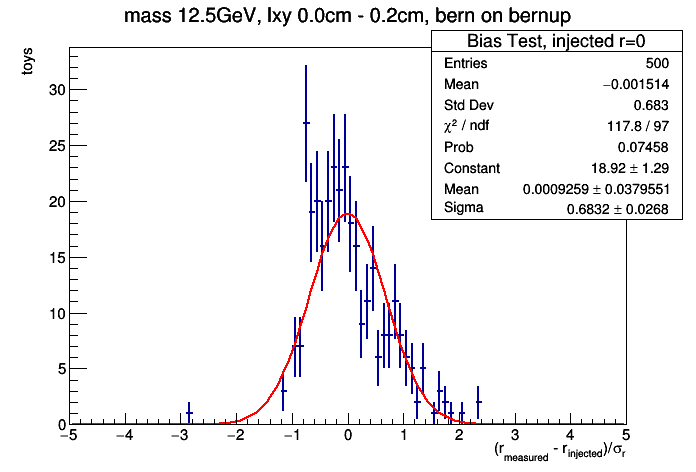 mass 12.5GeV, lxy 0.0cm - 0.2cm, bern on bernup
Bias Test, injected r=0
Entries 500
Mean −0.001514
Std Dev 0.683
χ² / ndf 117.8 / 97
Prob 0.07458
Constant 18.92 ± 1.29
Mean 0.0009259 ± 0.0379551
Sigma 0.6832 ± 0.0268
toys
30
25
20
15
10
5
0
−5 −4 −3 −2 −1 0 1 2 3 4 5
(r_measured - r_injected)/σ_r